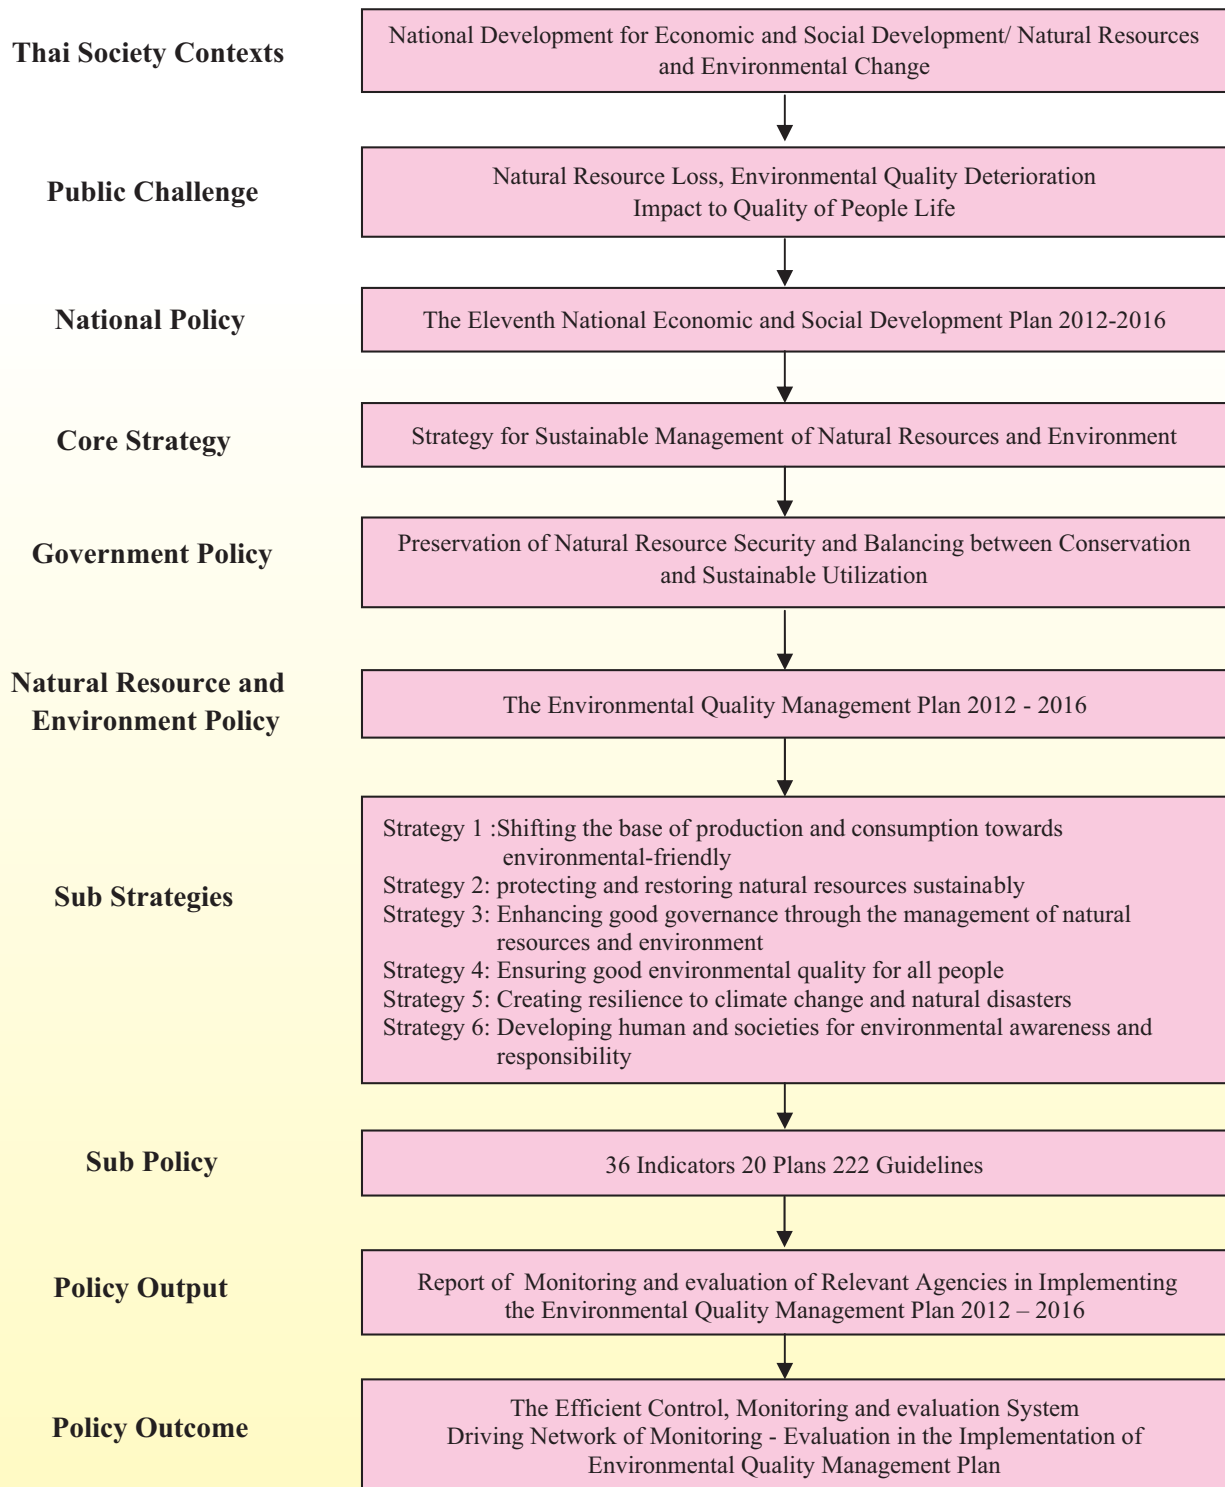 Thai Society Contexts
National Development for Economic and Social Development/ Natural Resources
and Environmental Change
Public Challenge
Natural Resource Loss, Environmental Quality Deterioration
Impact to Quality of People Life
National Policy
The Eleventh National Economic and Social Development Plan 2012-2016
Core Strategy
Strategy for Sustainable Management of Natural Resources and Environment
Government Policy
Preservation of Natural Resource Security and Balancing between Conservation
and Sustainable Utilization
Natural Resource and
Environment Policy
The Environmental Quality Management Plan 2012 - 2016
Sub Strategies
Strategy 1 :Shifting the base of production and consumption towards
environmental-friendly
Strategy 2: protecting and restoring natural resources sustainably
Strategy 3: Enhancing good governance through the management of natural
resources and environment
Strategy 4: Ensuring good environmental quality for all people
Strategy 5: Creating resilience to climate change and natural disasters
Strategy 6: Developing human and societies for environmental awareness and
responsibility
Sub Policy
36 Indicators 20 Plans 222 Guidelines
Policy Output
Report of Monitoring and evaluation of Relevant Agencies in Implementing
the Environmental Quality Management Plan 2012 – 2016
Policy Outcome
The Efficient Control, Monitoring and evaluation System
Driving Network of Monitoring - Evaluation in the Implementation of
Environmental Quality Management Plan